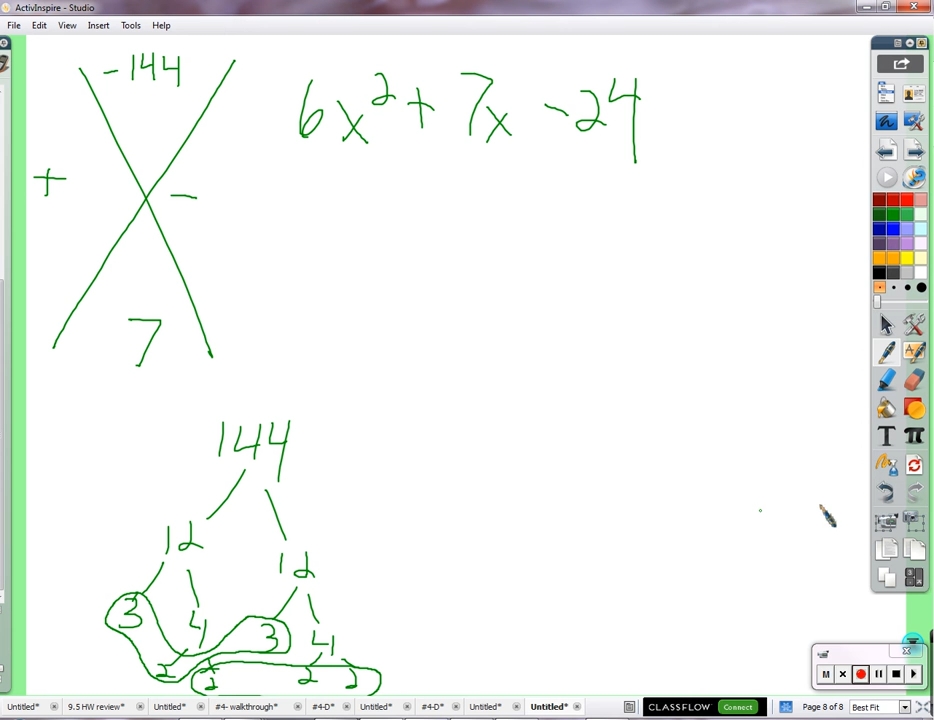 ActivInspire - Studio
File Edit View Insert Tools Help
-144
6x² + 7x - 24
+ -
7
144
12
12
3 4 3 4
2 2 2 2
M
Untitled* 9.5 HW review* Untitled* #4- walkthrough* #4-D* Untitled* #4-D* Untitled* Untitled* CLASSFLOW Connect Page 8 of 8 Best Fit